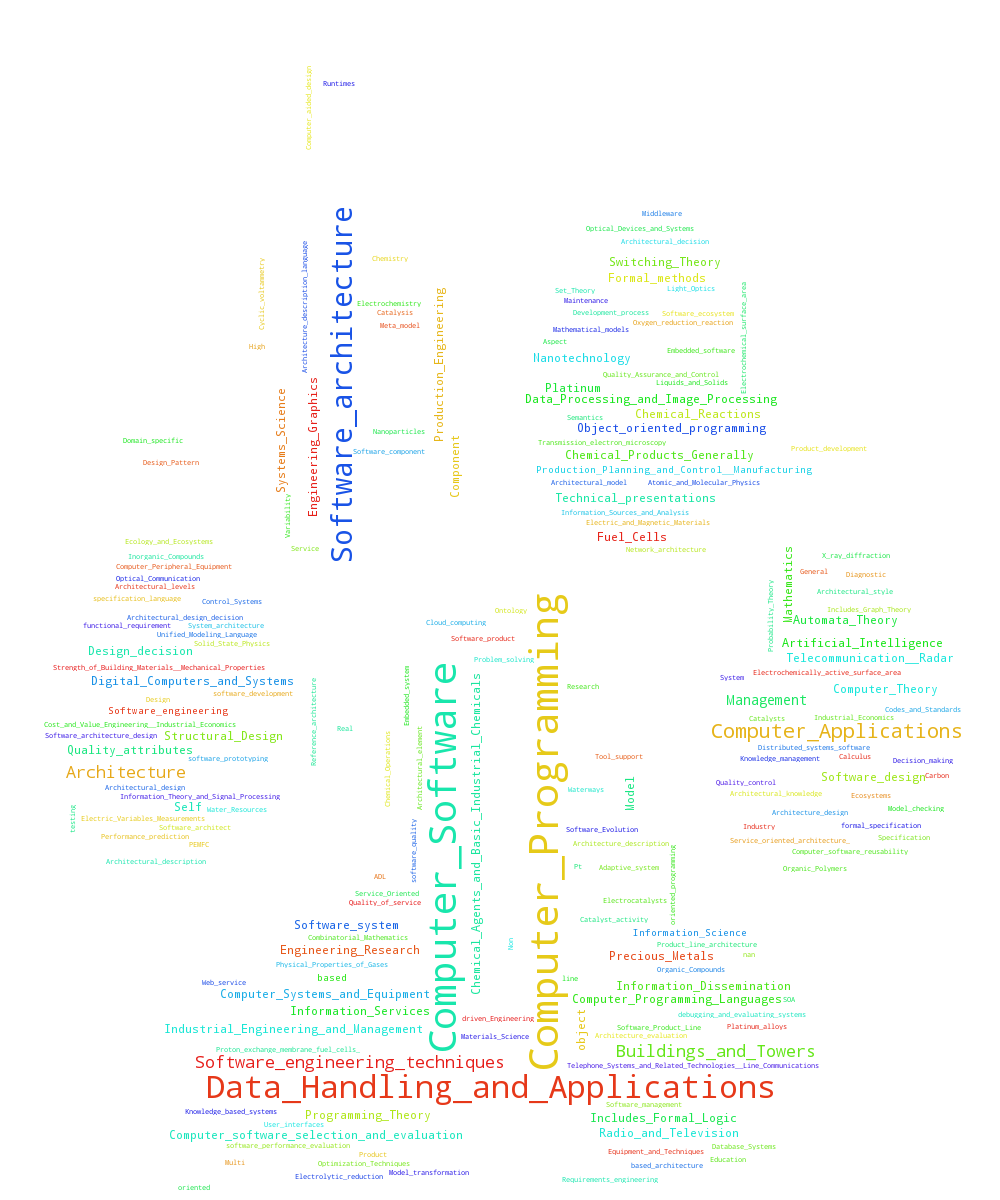 Computer_aided_design
Runtimes
Middleware
Optical_Devices_and_Systems
Architectural_decision
Software_architecture
Architecture_description_language
Chemistry
Cyclic_voltammetry
Switching_Theory
Formal_methods
Set_Theory
Light_Optics
Maintenance
Electrochemistry
Catalysis
Meta_model
Production_Engineering
Development_process
Software_ecosystem
Oxygen_reduction_reaction
Mathematical_models
Electrochemical_surface_area
Aspect
High
Embedded_software
Nanotechnology
Quality_Assurance_and_Control
Liquids_and_Solids
Platinum
Data_Processing_and_Image_Processing
Chemical_Reactions
Semantics
Object_oriented_programming
Systems_Science
Engineering_Graphics
Nanoparticles
Domain_specific
Transmission_electron_microscopy
Product_development
Software_component
Component
Chemical_Products_Generally
Design_Pattern
Production_Planning_and_Control__Manufacturing
Architectural_model
Atomic_and_Molecular_Physics
Technical_presentations
Variability
Information_Sources_and_Analysis
Electric_and_Magnetic_Materials
Fuel_Cells
Ecology_and_Ecosystems
Service
Network_architecture
Inorganic_Compounds
X_ray_diffraction
Computer_Peripheral_Equipment
Mathematics
General
Diagnostic
Optical_Communication
Architectural_levels
Probability_Theory
Architectural_style
specification_language
Control_Systems
Ontology
Includes_Graph_Theory
Architectural_design_decision
Automata_Theory
functional_requirement
System_architecture
Cloud_computing
Unified_Modeling_Language
Software_product
Solid_State_Physics
Artificial_Intelligence
Design_decision
Problem_solving
Telecommunication__Radar
Strength_of_Building_Materials__Mechanical_Properties
Electrochemically_active_surface_area
Digital_Computers_and_Systems
System
Research
Computer_Theory
software_development
Design
Management
Software_engineering
Codes_and_Standards
Catalysts
Industrial_Economics
Cost_and_Value_Engineering__Industrial_Economics
Reference_architecture
Real
Embedded_system
Computer_Software
Chemical_Agents_and_Basic_Industrial_Chemicals
Computer_Programming
Software_architecture_design
Structural_Design
Computer_Applications
Quality_attributes
Distributed_systems_software
software_prototyping
Tool_support
Knowledge_management
Calculus
Decision_making
Architecture
Chemical_Operations
Architectural_element
Software_design
Carbon
Quality_control
Architectural_design
Waterways
Model
Architectural_knowledge
Ecosystems
Information_Theory_and_Signal_Processing
Self
Water_Resources
Model_checking
Architecture_design
testing
Electric_Variables_Measurements
Software_architect
Software_Evolution
Industry
formal_specification
Performance_prediction
Service_oriented_architecture_
Specification
PEMFC
software_quality
Architecture_description
Computer_software_reusability
Architectural_description
Pt
Adaptive_system
Organic_Polymers
ADL
oriented_programming
Service_Oriented
Quality_of_service
Electrocatalysts
Software_system
Catalyst_activity
Combinatorial_Mathematics
Information_Science
Non
Engineering_Research
Product_line_architecture
Precious_Metals
nan
Physical_Properties_of_Gases
Organic_Compounds
based
Web_service
line
Information_Dissemination
Computer_Systems_and_Equipment
Computer_Programming_Languages
SOA
Information_Services
driven_Engineering
object
debugging_and_evaluating_systems
Industrial_Engineering_and_Management
Software_Product_Line
Platinum_alloys
Materials_Science
Architecture_evaluation
Proton_exchange_membrane_fuel_cells_
Buildings_and_Towers
Software_engineering_techniques
Telephone_Systems_and_Related_Technologies__Line_Communications
Data_Handling_and_Applications
Software_management
Knowledge_based_systems
Programming_Theory
Includes_Formal_Logic
User_interfaces
Computer_software_selection_and_evaluation
Radio_and_Television
software_performance_evaluation
Database_Systems
Product
Equipment_and_Techniques
Multi
Optimization_Techniques
Education
based_architecture
Electrolytic_reduction
Model_transformation
Requirements_engineering
oriented